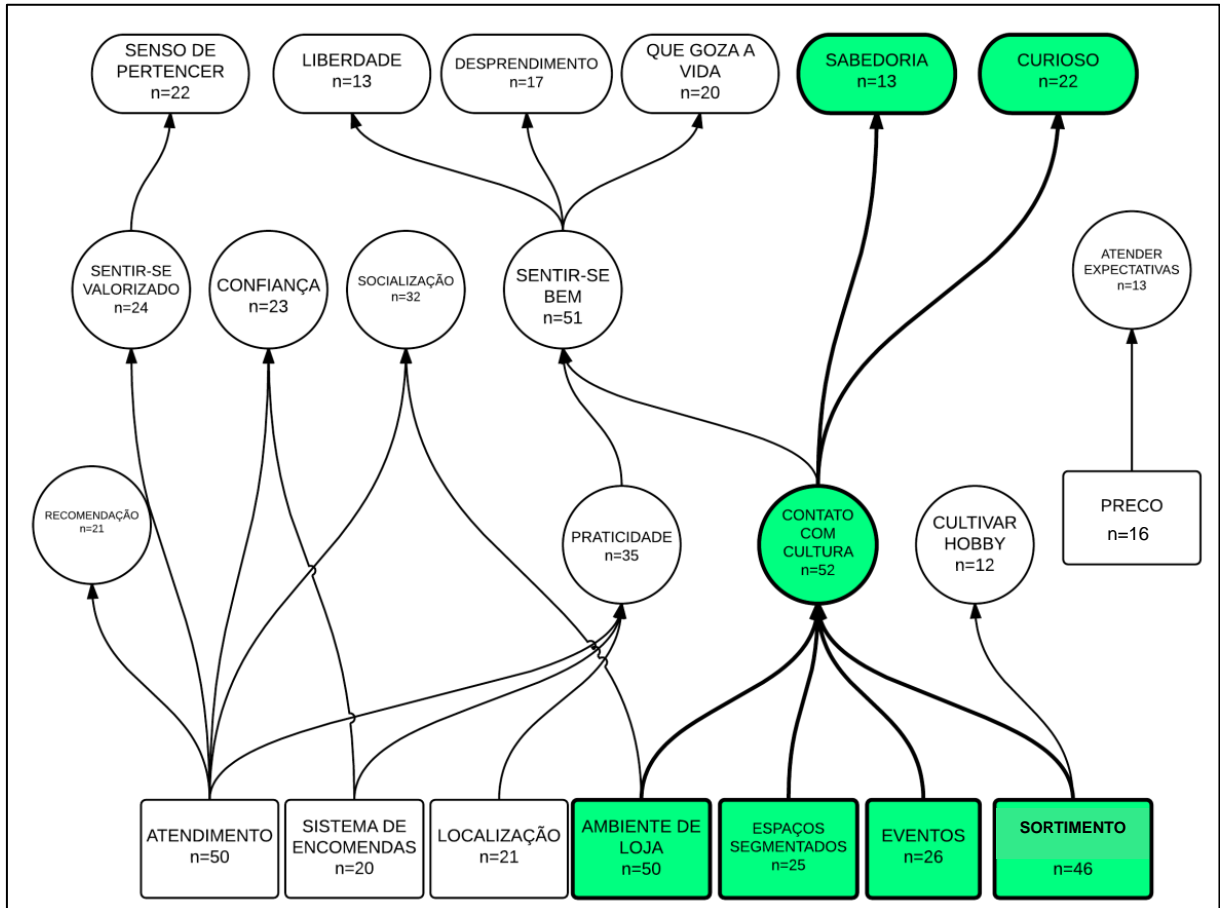 SENSO DE
PERTENCER
n=22
LIBERDADE
n=13
DESPRENDIMENTO
n=17
QUE GOZA A
VIDA
n=20
SABEDORIA
n=13
CURIOSO
n=22
SENTIR-SE
VALORIZADO
n=24
CONFIANÇA
n=23
SOCIALIZAÇÃO
n=32
SENTIR-SE
BEM
n=51
ATENDER
EXPECTATIVAS
n=13
RECOMENDAÇÃO
n=21
PRATICIDADE
n=35
CONTATO
COM
CULTURA
n=52
CULTIVAR
HOBBY
n=12
PRECO
n=16
ATENDIMENTO
n=50
SISTEMA DE
ENCOMENDAS
n=20
LOCALIZAÇÃO
n=21
AMBIENTE DE
LOJA
n=50
ESPAÇOS
SEGMENTADOS
n=25
EVENTOS
n=26
SORTIMENTO
n=46